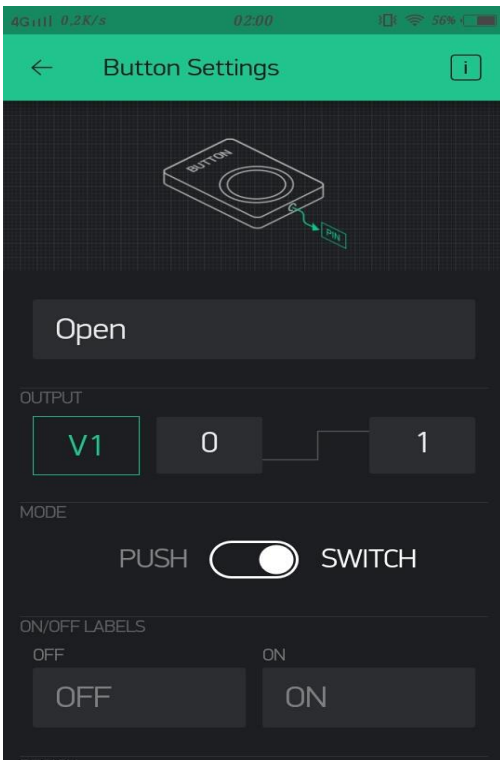 4G 0,2K/s 02:00 56%
Button Settings
i
BUTTON
PIN
Open
OUTPUT
V1 0 1
MODE
PUSH SWITCH
ON/OFF LABELS
OFF ON
OFF ON